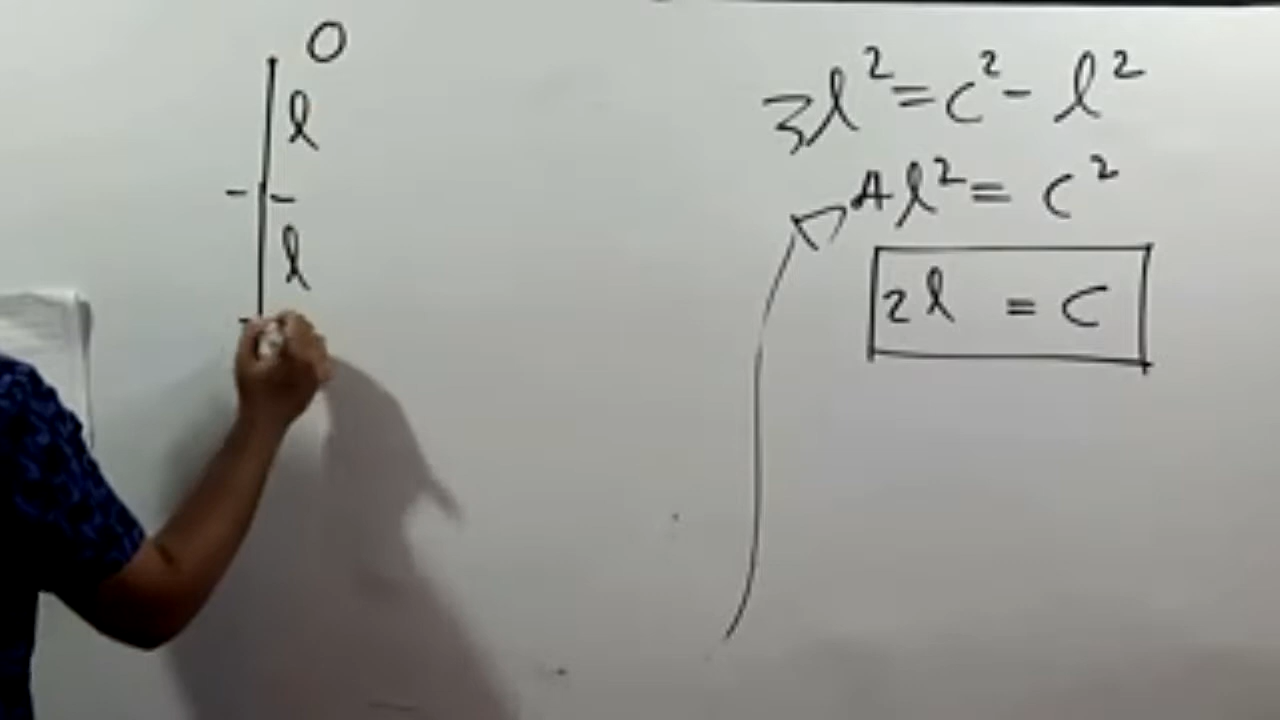 O
l
l
3l² = c² - l²
4l² = c²
2l = c